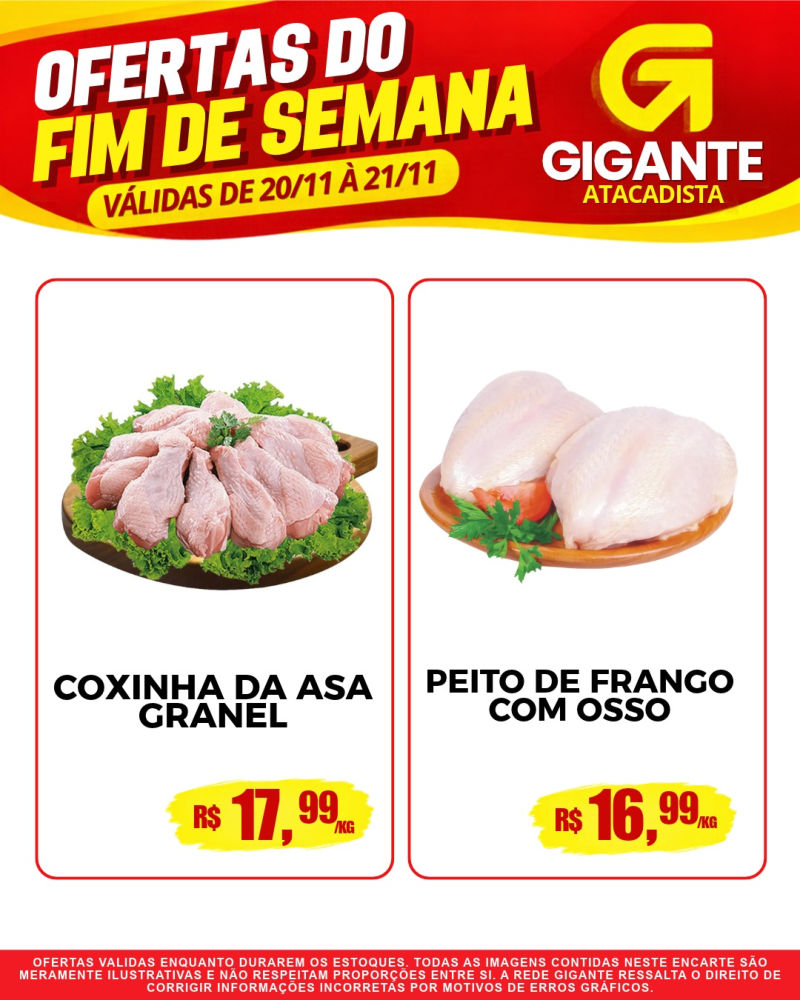 OFERTAS DO
FIM DE SEMANA
VÁLIDAS DE 20/11 À 21/11
GIGANTE
ATACADISTA
COXINHA DA ASA
GRANEL
R$ 17,99/KG
PEITO DE FRANGO
COM OSSO
R$ 16,99/KG
OFERTAS VALIDAS ENQUANTO DURAREM OS ESTOQUES. TODAS AS IMAGENS CONTIDAS NESTE ENCARTE SÃO
MERAMENTE ILUSTRATIVAS E NÃO RESPEITAM PROPORÇÕES ENTRE SI. A REDE GIGANTE RESSALTA O DIREITO DE
CORRIGIR INFORMAÇÕES INCORRETAS POR MOTIVOS DE ERROS GRÁFICOS.